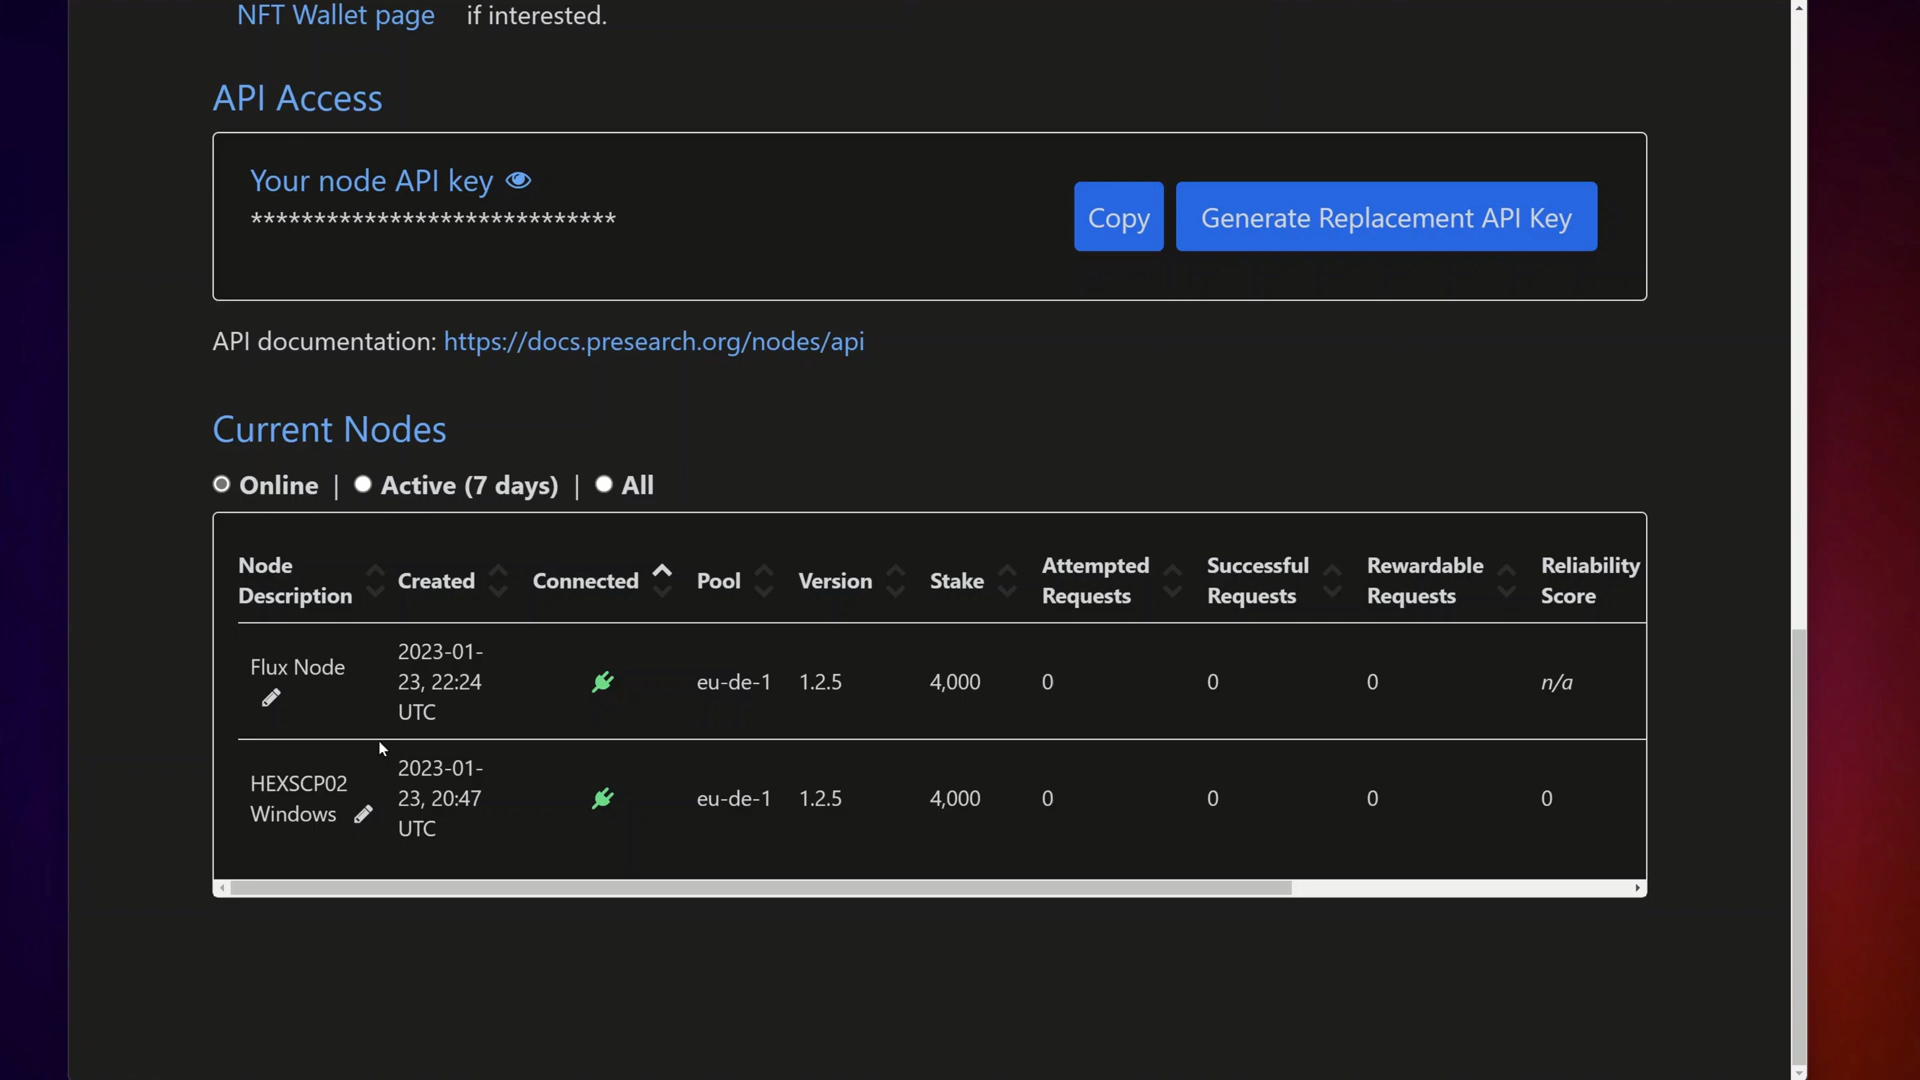 NFT Wallet page if interested.
API Access
Your node API key
*****************************
Copy
Generate Replacement API Key
API documentation: https://docs.presearch.org/nodes/api
Current Nodes
Online | Active (7 days) | All
Node Description Created Connected Pool Version Stake Attempted Requests Successful Requests Rewardable Requests Reliability Score
Flux Node 2023-01-23, 22:24 UTC eu-de-1 1.2.5 4,000 0 0 0 n/a
HEXSCP02 Windows 2023-01-23, 20:47 UTC eu-de-1 1.2.5 4,000 0 0 0 0